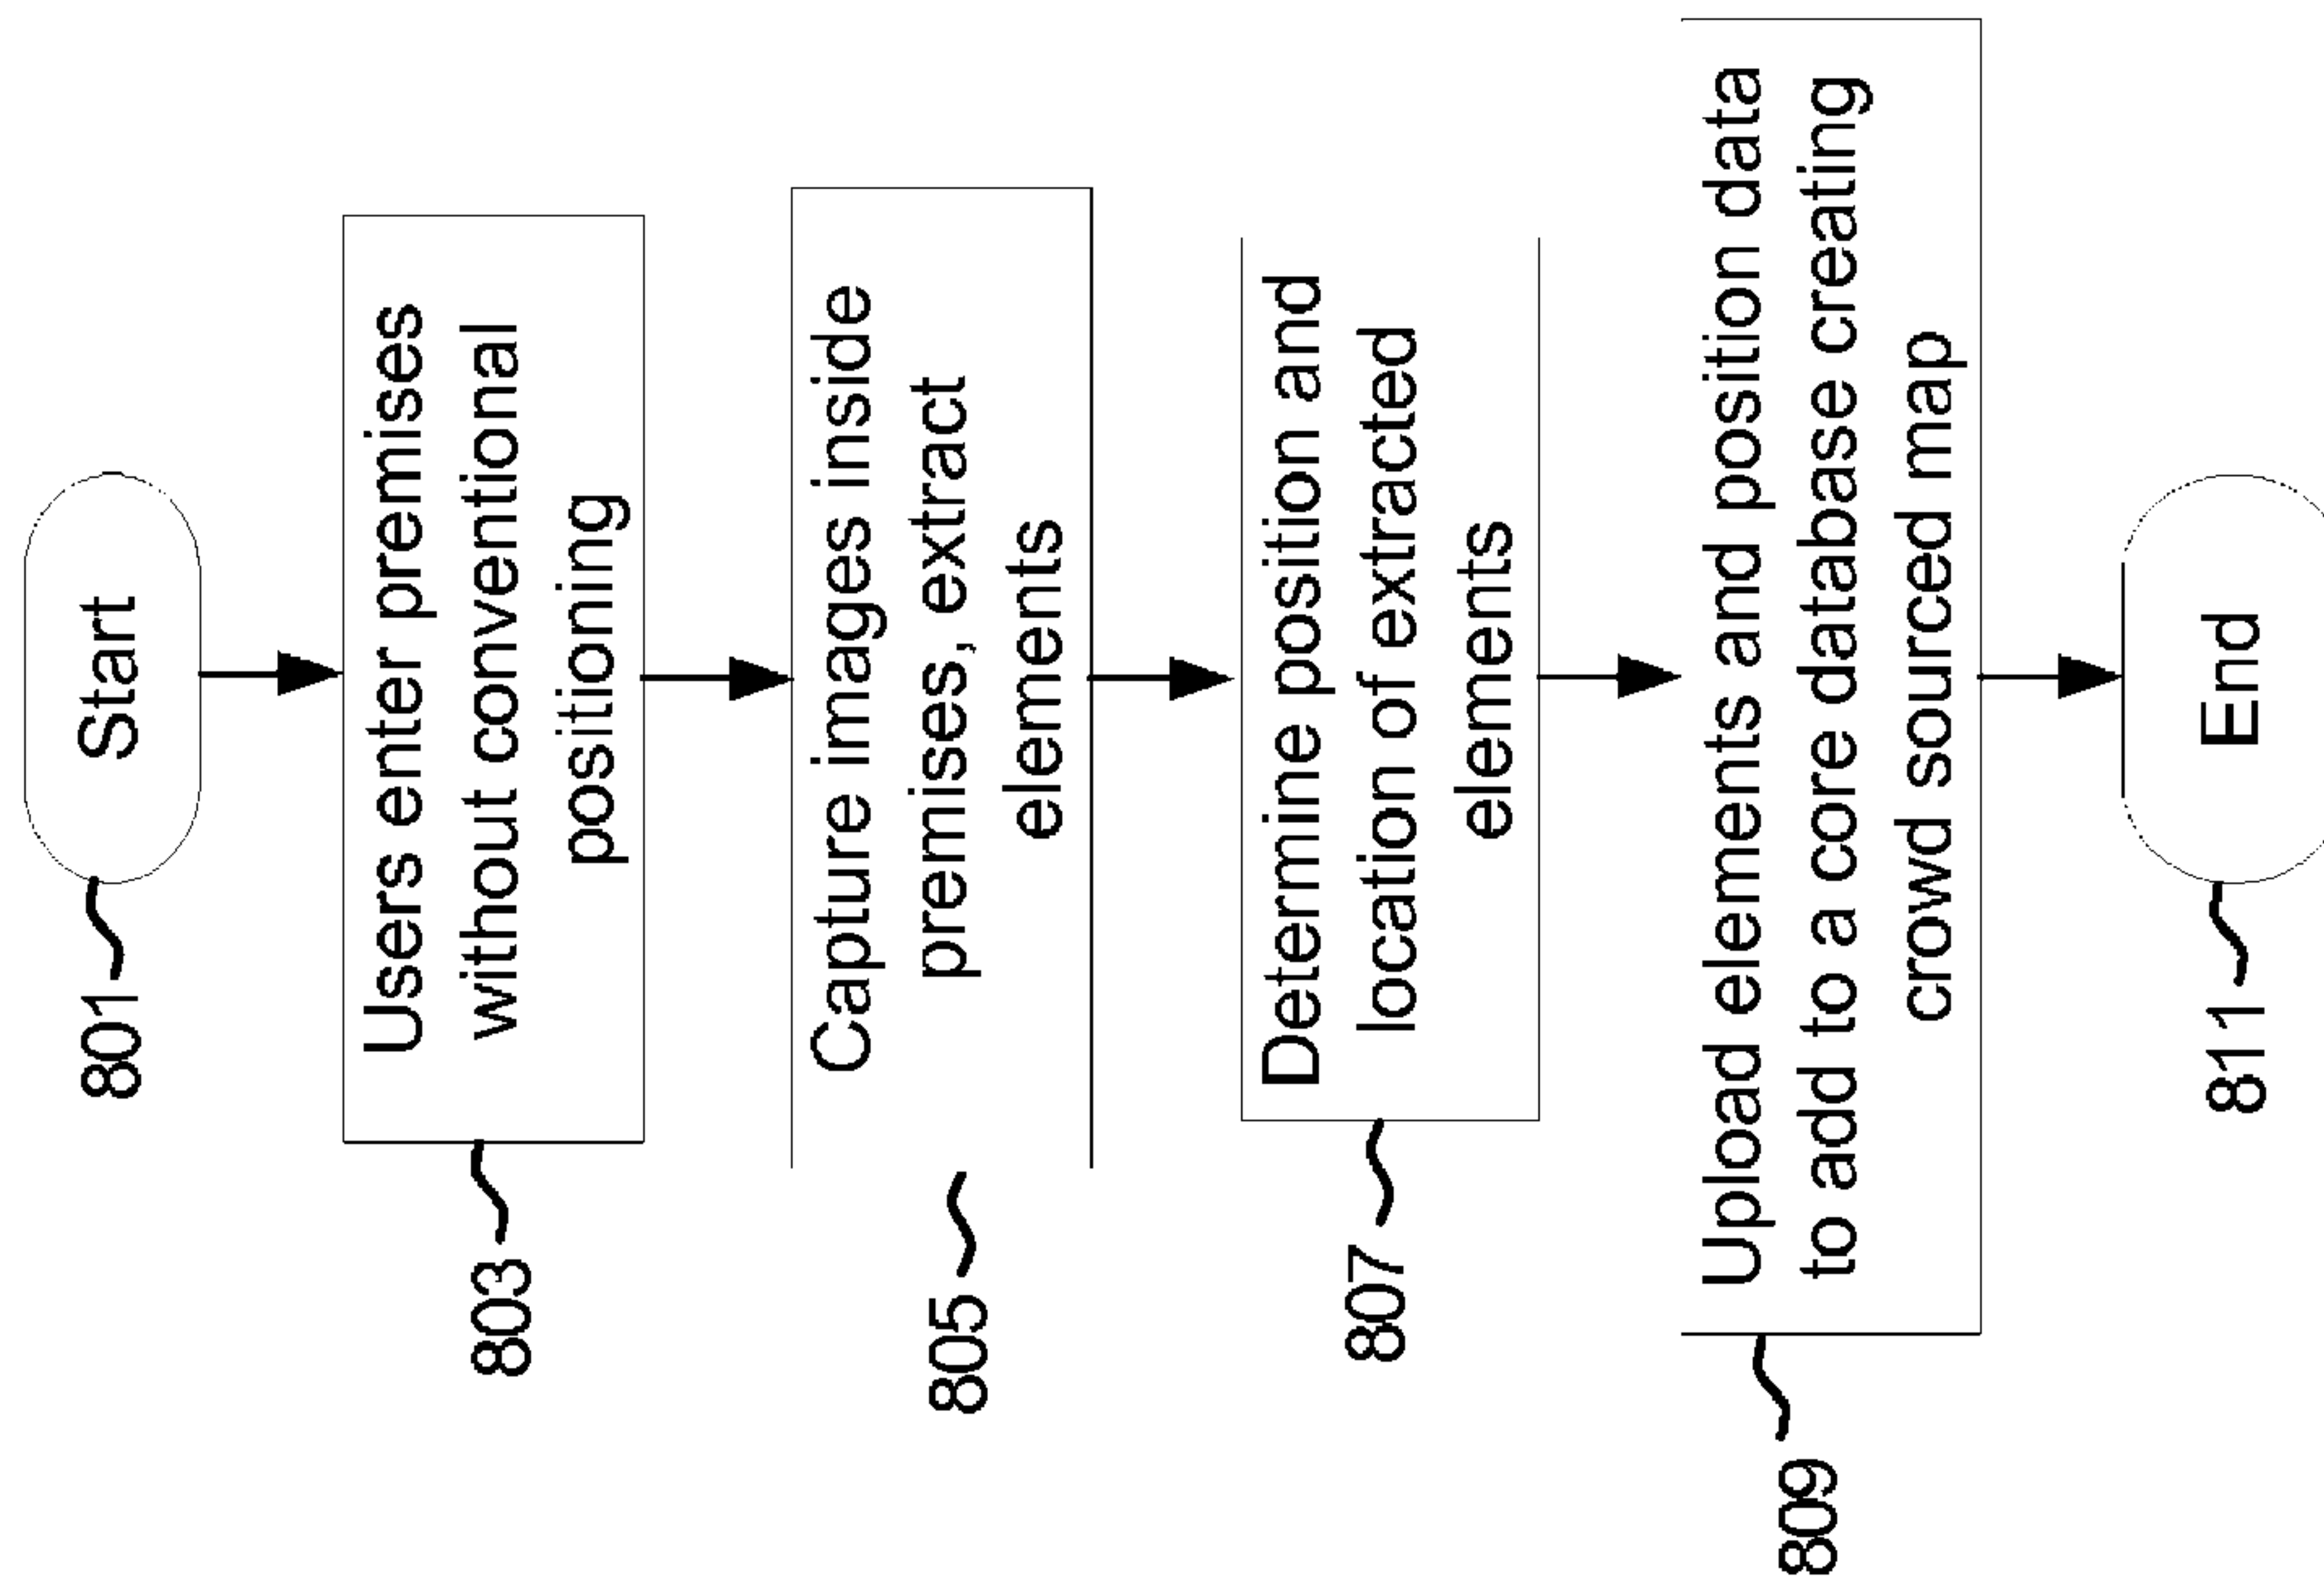 801
Start
803
Users enter premises
without conventional
positioning
805
Capture images inside
premises, extract
elements
807
Determine position and
location of extracted
elements
809
Upload elements and position data
to add to a core database creating
crowd sourced map
811
End